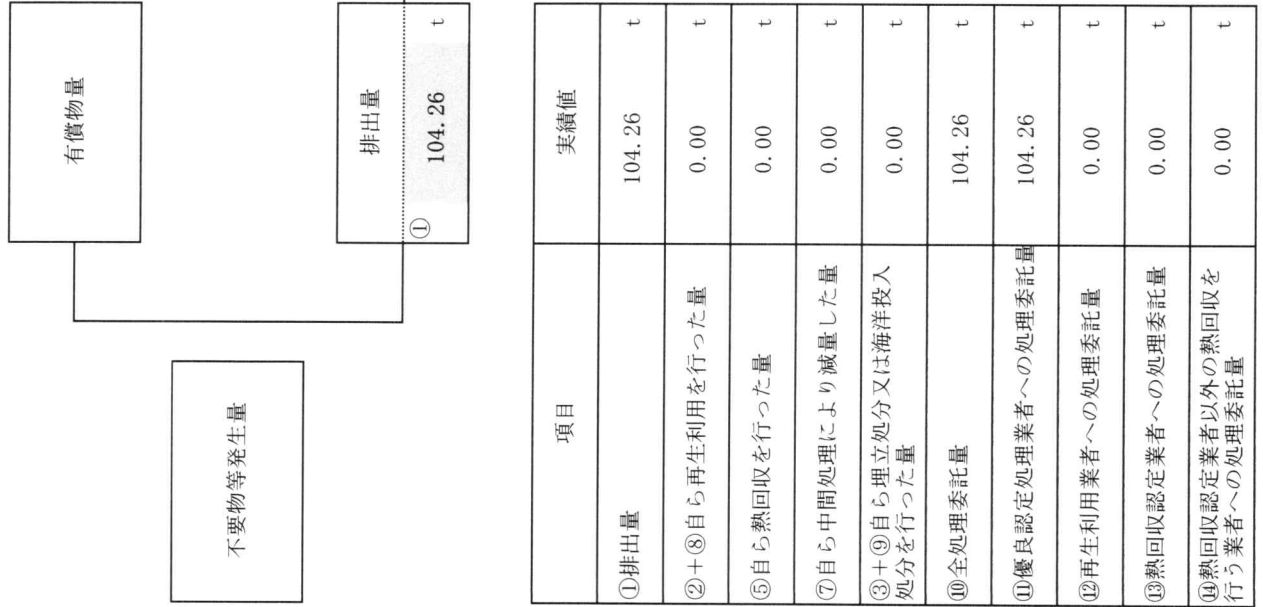 有償物量
不要物等発生量
排出量
① 104.26 t
項目 実績値
①排出量 104.26 t
②+⑧自ら再生利用を行った量 0.00 t
⑤自ら熱回収を行った量 0.00 t
⑦自ら中間処理により減量した量 0.00 t
③+⑨自ら埋立処分又は海洋投入
処分を行った量 0.00 t
⑩全処理委託量 104.26 t
⑪優良認定処理業者への処理委託量 104.26 t
⑫再生利用業者への処理委託量 0.00 t
⑬熱回収認定業者への処理委託量 0.00 t
⑭熱回収認定業者以外の熱回収を
行う業者への処理委託量 0.00 t